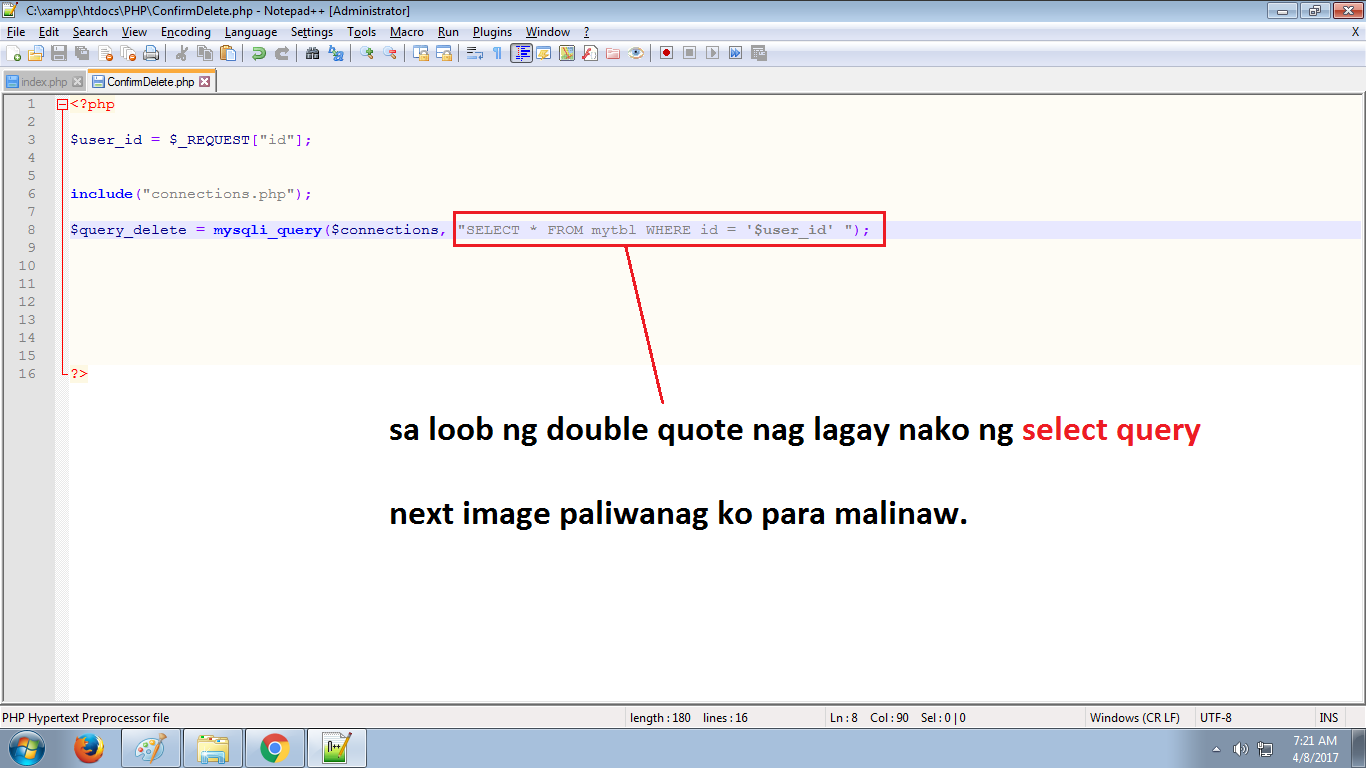 C:\xampp\htdocs\PHP\ConfirmDelete.php - Notepad++ [Administrator]
File Edit Search View Encoding Language Settings Tools Macro Run Plugins Window ? X
index.php ConfirmDelete.php
1 <?php
2
3 $user_id = $_REQUEST["id"];
4
5
6 include("connections.php");
7
8 $query_delete = mysqli_query($connections, "SELECT * FROM mytbl WHERE id = '$user_id' ");
9
10
11
12
13
14
15
16 ?>
sa loob ng double quote nag lagay nako ng select query
next image paliwanag ko para malinaw.
PHP Hypertext Preprocessor file length : 180 lines : 16 Ln : 8 Col : 90 Sel : 0 | 0 Windows (CR LF) UTF-8 INS
7:21 AM
4/8/2017